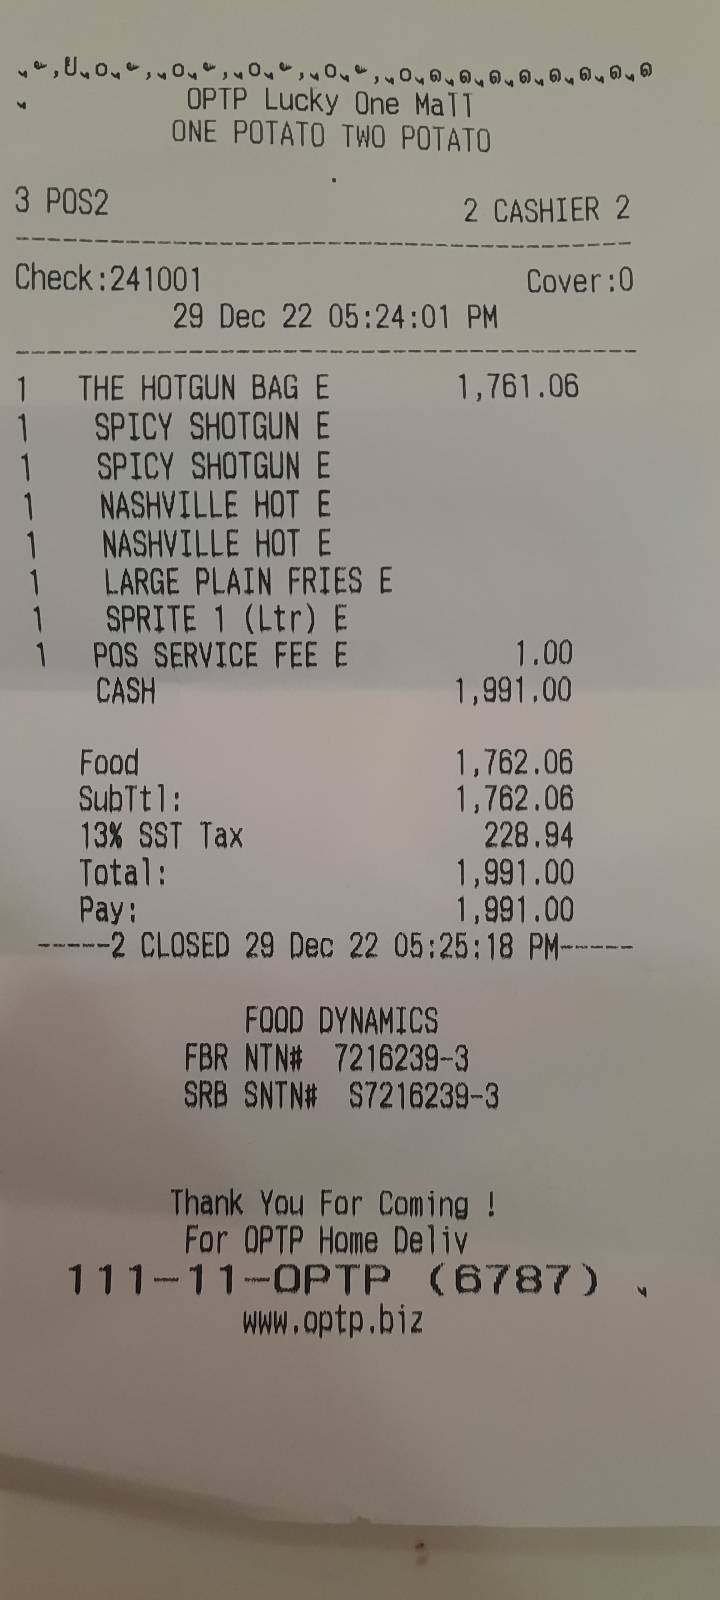 OPTP Lucky One Mall
ONE POTATO TWO POTATO
3 POS2 2 CASHIER 2
Check:241001 Cover:0
29 Dec 22 05:24:01 PM
1 THE HOTGUN BAG E 1,761.06
1 SPICY SHOTGUN E
1 SPICY SHOTGUN E
1 NASHVILLE HOT E
1 NASHVILLE HOT E
1 LARGE PLAIN FRIES E
1 SPRITE 1 (Ltr) E
1 POS SERVICE FEE E 1.00
CASH 1,991.00
Food 1,762.06
SubTtl: 1,762.06
13% SST Tax 228.94
Total: 1,991.00
Pay: 1,991.00
-----2 CLOSED 29 Dec 22 05:25:18 PM-----
FOOD DYNAMICS
FBR NTN# 7216239-3
SRB SNTN# S7216239-3
Thank You For Coming !
For OPTP Home Deliv
111-11-OPTP (6787)
www.optp.biz